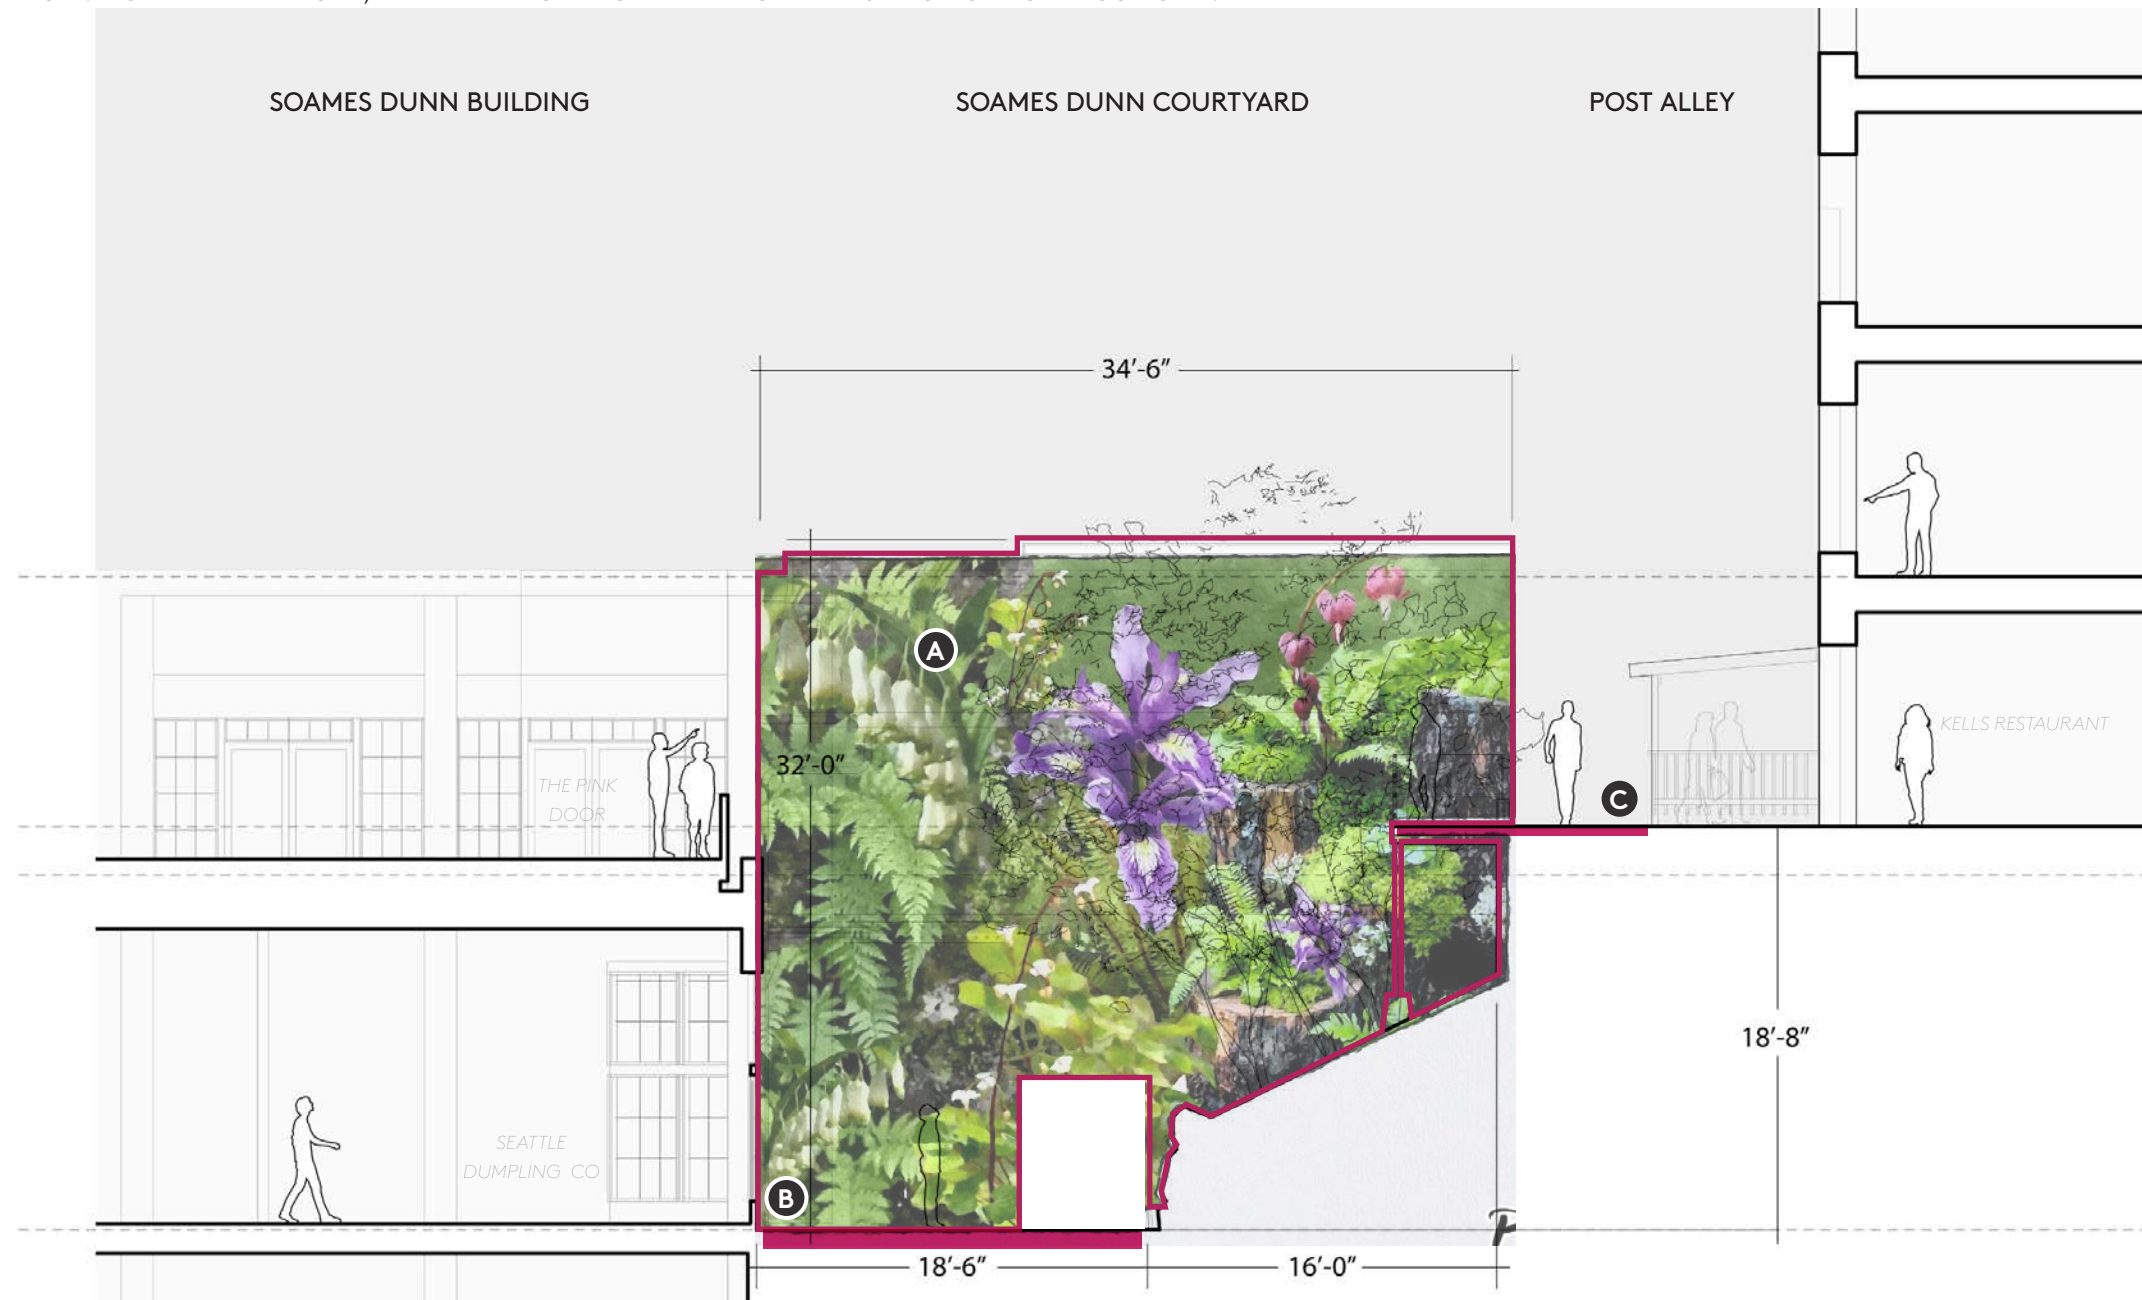 SOAMES DUNN BUILDING
SOAMES DUNN COURTYARD
POST ALLEY
34'-6"
A
32'-0"
THE PINK
DOOR
C
KELLS RESTAURANT
18'-8"
SEATTLE
DUMPLING CO
B
18'-6"
16'-0"